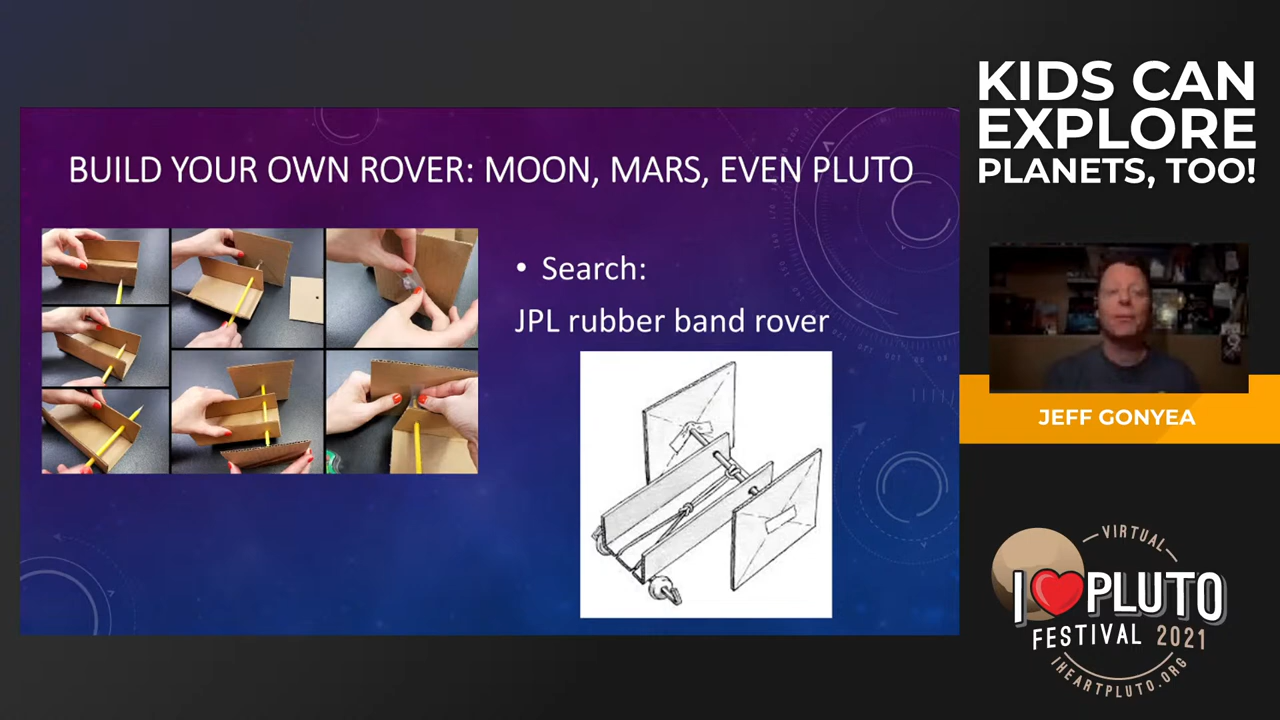 BUILD YOUR OWN ROVER: MOON, MARS, EVEN PLUTO
• Search:
JPL rubber band rover
KIDS CAN
EXPLORE
PLANETS, TOO!
JEFF GONYEA
VIRTUAL
I ❤ PLUTO
FESTIVAL 2021
IHEARTPLUTO.ORG